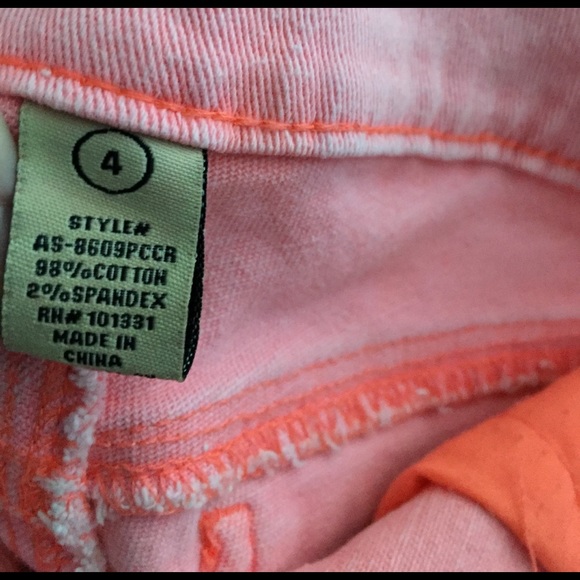 4
STYLE#
AS-8609PCCR
98%COTTON
2%SPANDEX
RN# 101331
MADE IN
CHINA